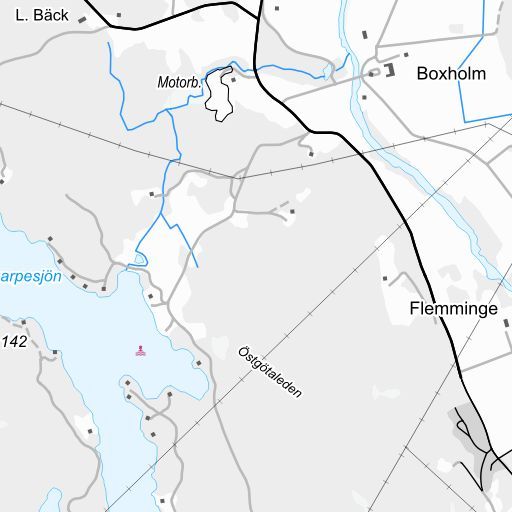 L. Bäck
Motorb.
Boxholm
arpesjön
Flemminge
142
Östgötaleden